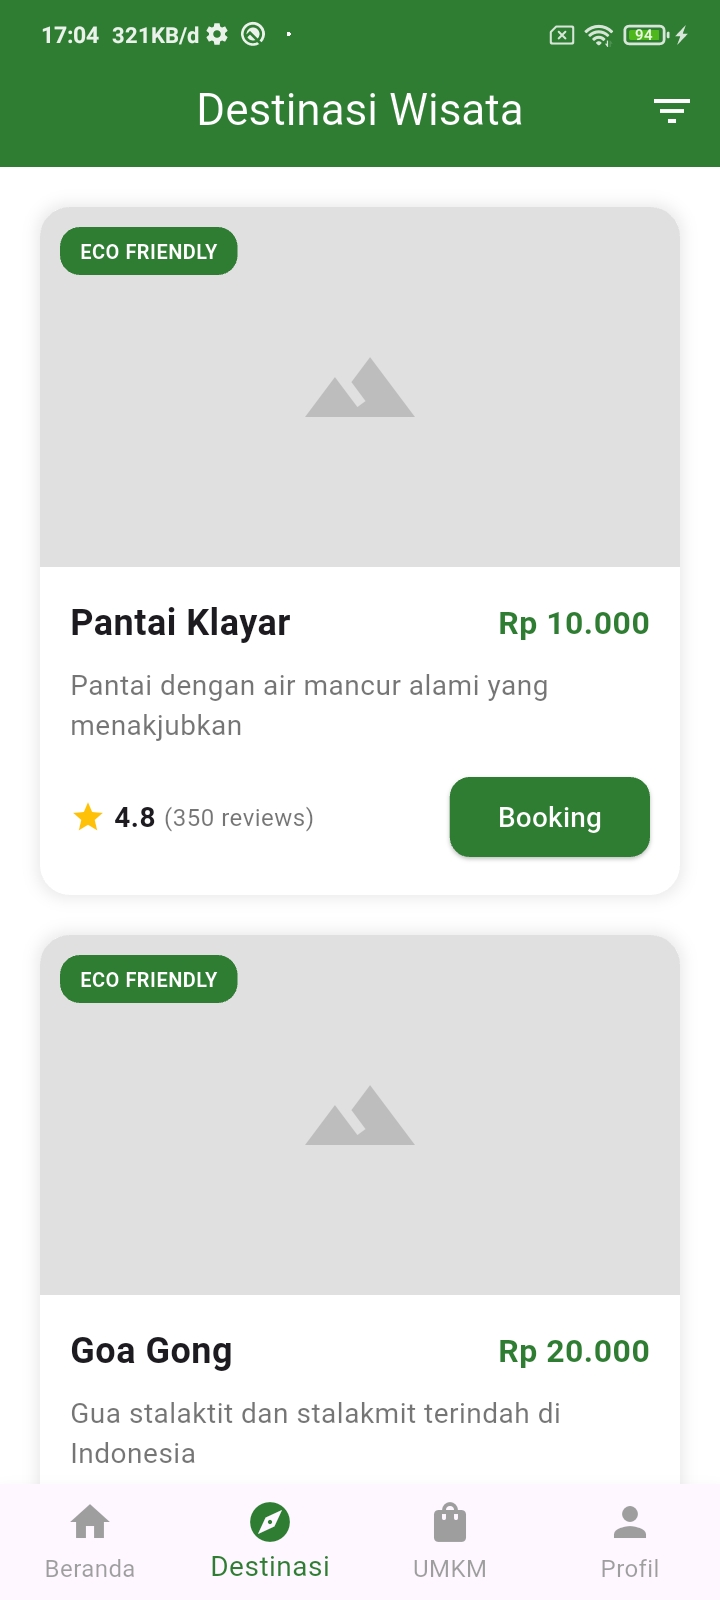 17:04 321KB/d
94
Destinasi Wisata
ECO FRIENDLY
Pantai Klayar
Rp 10.000
Pantai dengan air mancur alami yang
menakjubkan
4.8 (350 reviews)
Booking
ECO FRIENDLY
Goa Gong
Rp 20.000
Gua stalaktit dan stalakmit terindah di
Indonesia
Beranda
Destinasi
UMKM
Profil